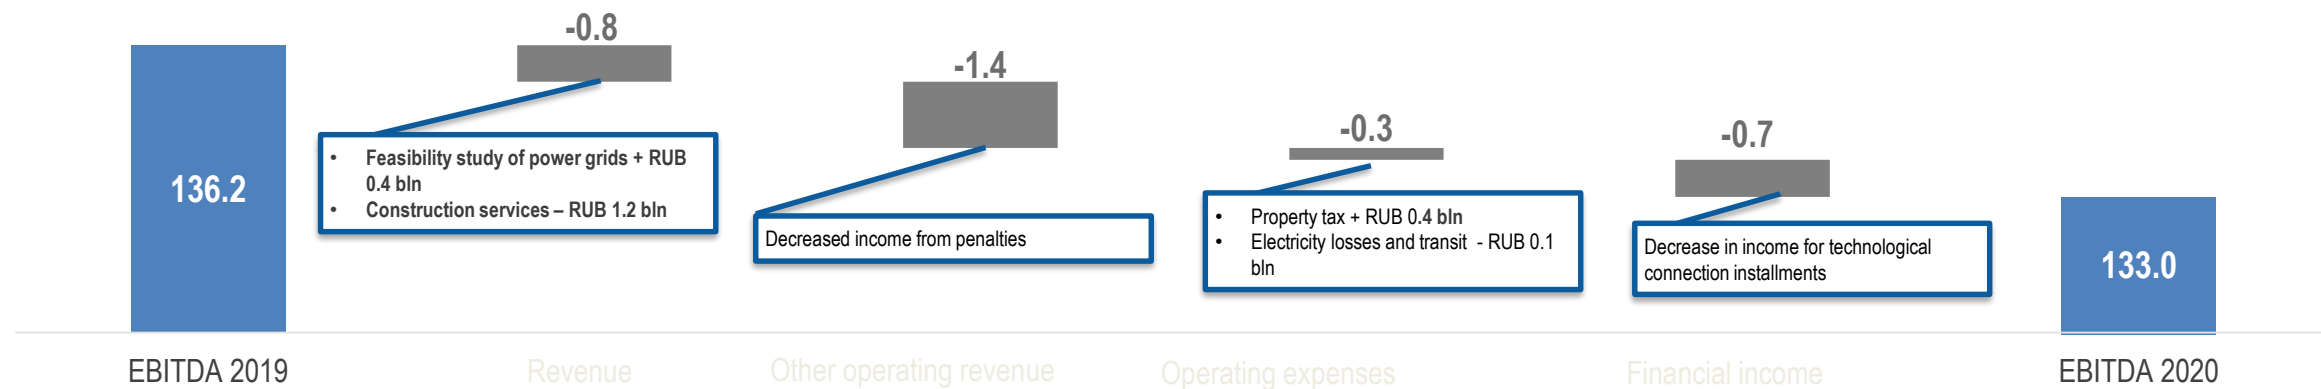 -0.8
-1.4
-0.3
-0.7
136.2
• Feasibility study of power grids + RUB
0.4 bln
• Construction services – RUB 1.2 bln
Decreased income from penalties
• Property tax + RUB 0.4 bln
• Electricity losses and transit - RUB 0.1
bln
Decrease in income for technological
connection installments
133.0
EBITDA 2019
Revenue
Other operating revenue
Operating expenses
Financial income
EBITDA 2020